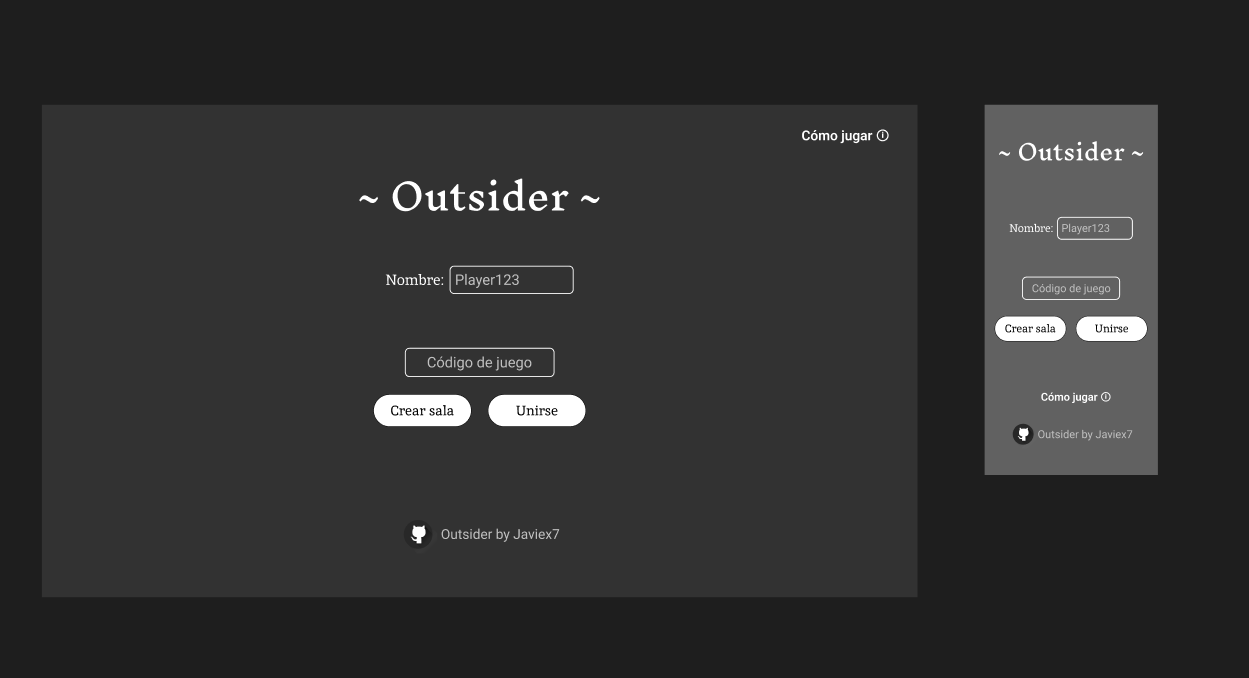 Cómo jugar
~ Outsider ~
Nombre: Player123
Código de juego
Crear sala
Unirse
Outsider by Javiex7
~ Outsider ~
Nombre: Player123
Código de juego
Crear sala
Unirse
Cómo jugar
Outsider by Javiex7